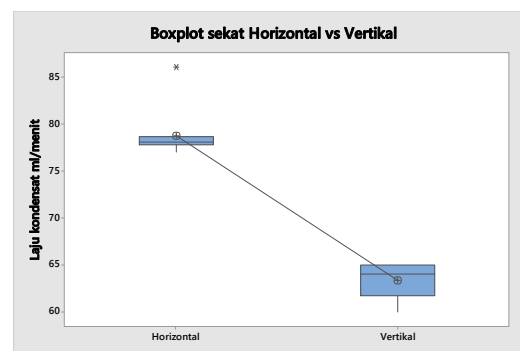 Boxplot sekat Horizontal vs Vertikal
Laju kondensat ml/menit
85
80
75
70
65
60
Horizontal
Vertikal